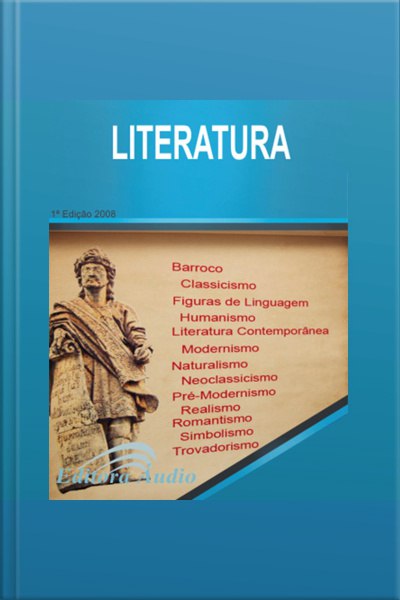 LITERATURA
1ª Edição 2008
Barroco
Classicismo
Figuras de Linguagem
Humanismo
Literatura Contemporânea
Modernismo
Naturalismo
Neoclassicismo
Pré-Modernismo
Realismo
Romantismo
Simbolismo
Trovadorismo
Editora Audio